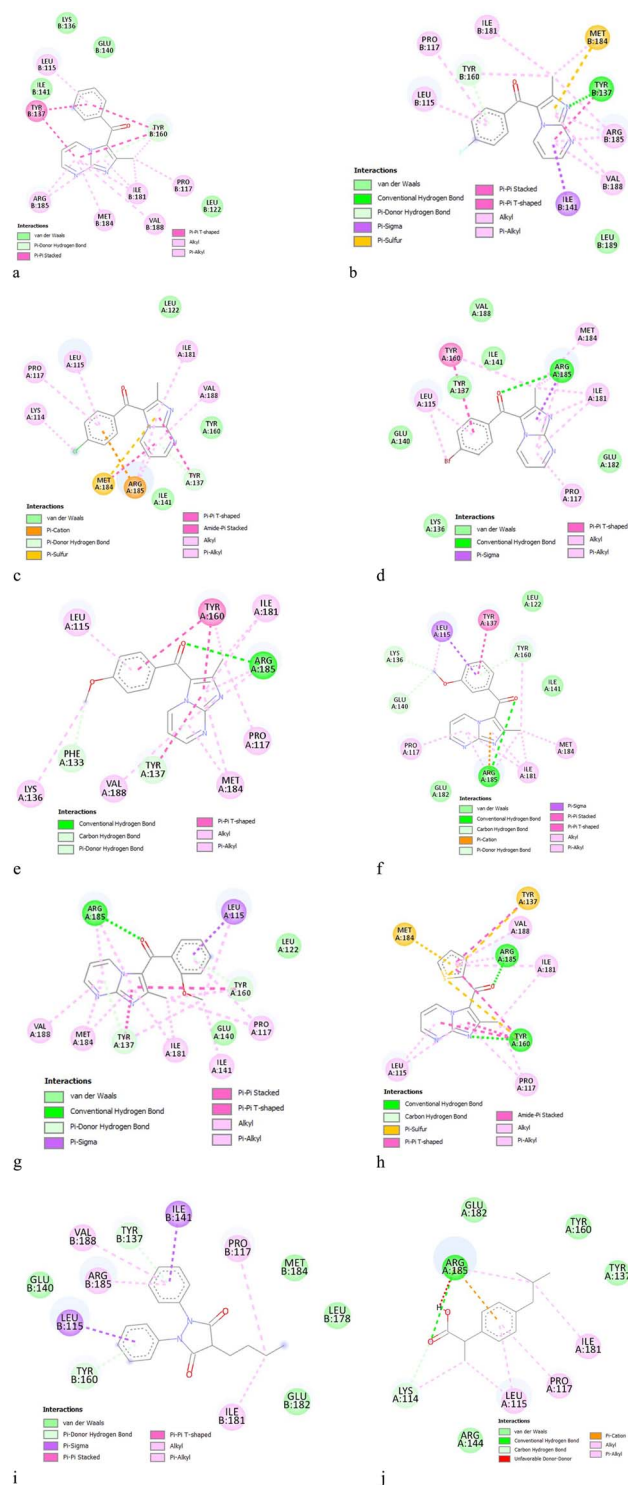 LYS
B:136
GLU
B:140
LEU
B:115
ILE
B:141
TYR
B:137
TYR
B:160
ARG
B:185
MET
B:184
ILE
B:181
VAL
B:188
PRO
B:117
LEU
B:122
Interactions
van der Waals
Pi-Donor Hydrogen Bond
Pi-Pi Stacked
Pi-Pi T-shaped
Alkyl
Pi-Alkyl
a
PRO
B:117
ILE
B:181
MET
B:184
TYR
B:160
TYR
B:137
LEU
B:115
ARG
B:185
VAL
B:188
ILE
B:141
LEU
B:189
Interactions
van der Waals
Conventional Hydrogen Bond
Pi-Donor Hydrogen Bond
Pi-Sigma
Pi-Sulfur
Pi-Pi Stacked
Pi-Pi T-shaped
Alkyl
Pi-Alkyl
b
LEU
A:122
LEU
A:115
ILE
A:181
PRO
A:117
VAL
A:188
LYS
A:114
TYR
A:160
MET
A:184
ARG
A:185
ILE
A:141
TYR
A:137
Interactions
van der Waals
Pi-Cation
Pi-Donor Hydrogen Bond
Pi-Sulfur
Pi-Pi T-shaped
Amide-Pi Stacked
Alkyl
Pi-Alkyl
c
VAL
A:188
MET
A:184
TYR
A:160
ILE
A:141
ARG
A:185
TYR
A:137
LEU
A:115
ILE
A:181
GLU
A:140
GLU
A:182
PRO
A:117
LYS
A:136
Br
Interactions
van der Waals
Conventional Hydrogen Bond
Pi-Sigma
Pi-Pi T-shaped
Alkyl
Pi-Alkyl
d
LEU
A:115
TYR
A:160
ILE
A:181
ARG
A:185
PHE
A:133
LYS
A:136
VAL
A:188
TYR
A:137
MET
A:184
PRO
A:117
Interactions
Conventional Hydrogen Bond
Carbon Hydrogen Bond
Pi-Donor Hydrogen Bond
Pi-Pi T-shaped
Alkyl
Pi-Alkyl
e
LEU
A:122
LEU
A:115
TYR
A:137
LYS
A:136
TYR
A:160
GLU
A:140
ILE
A:141
PRO
A:117
MET
A:184
ARG
A:185
ILE
A:181
GLU
A:182
Interactions
van der Waals
Conventional Hydrogen Bond
Carbon Hydrogen Bond
Pi-Cation
Pi-Donor Hydrogen Bond
Pi-Sigma
Pi-Pi Stacked
Pi-Pi T-shaped
Alkyl
Pi-Alkyl
f
ARG
A:185
LEU
A:115
LEU
A:122
TYR
A:160
VAL
A:188
MET
A:184
TYR
A:137
ILE
A:181
GLU
A:140
PRO
A:117
ILE
A:141
Interactions
van der Waals
Conventional Hydrogen Bond
Pi-Donor Hydrogen Bond
Pi-Sigma
Pi-Pi Stacked
Pi-Pi T-shaped
Alkyl
Pi-Alkyl
g
TYR
A:137
MET
A:184
VAL
A:188
ARG
A:185
ILE
A:181
TYR
A:160
LEU
A:115
PRO
A:117
Interactions
Conventional Hydrogen Bond
Carbon Hydrogen Bond
Pi-Sulfur
Pi-Pi T-shaped
Amide-Pi Stacked
Alkyl
Pi-Alkyl
h
ILE
B:141
VAL
B:188
TYR
B:137
PRO
B:117
GLU
B:140
ARG
B:185
MET
B:184
LEU
B:115
LEU
B:178
TYR
B:160
ILE
B:181
GLU
B:182
Interactions
van der Waals
Pi-Donor Hydrogen Bond
Pi-Sigma
Pi-Pi Stacked
Pi-Pi T-shaped
Alkyl
Pi-Alkyl
i
GLU
A:182
TYR
A:160
ARG
A:185
TYR
A:137
H
ILE
A:181
LYS
A:114
PRO
A:117
LEU
A:115
ARG
A:144
Interactions
van der Waals
Conventional Hydrogen Bond
Carbon Hydrogen Bond
Unfavorable Donor-Donor
Pi-Cation
Alkyl
Pi-Alkyl
j